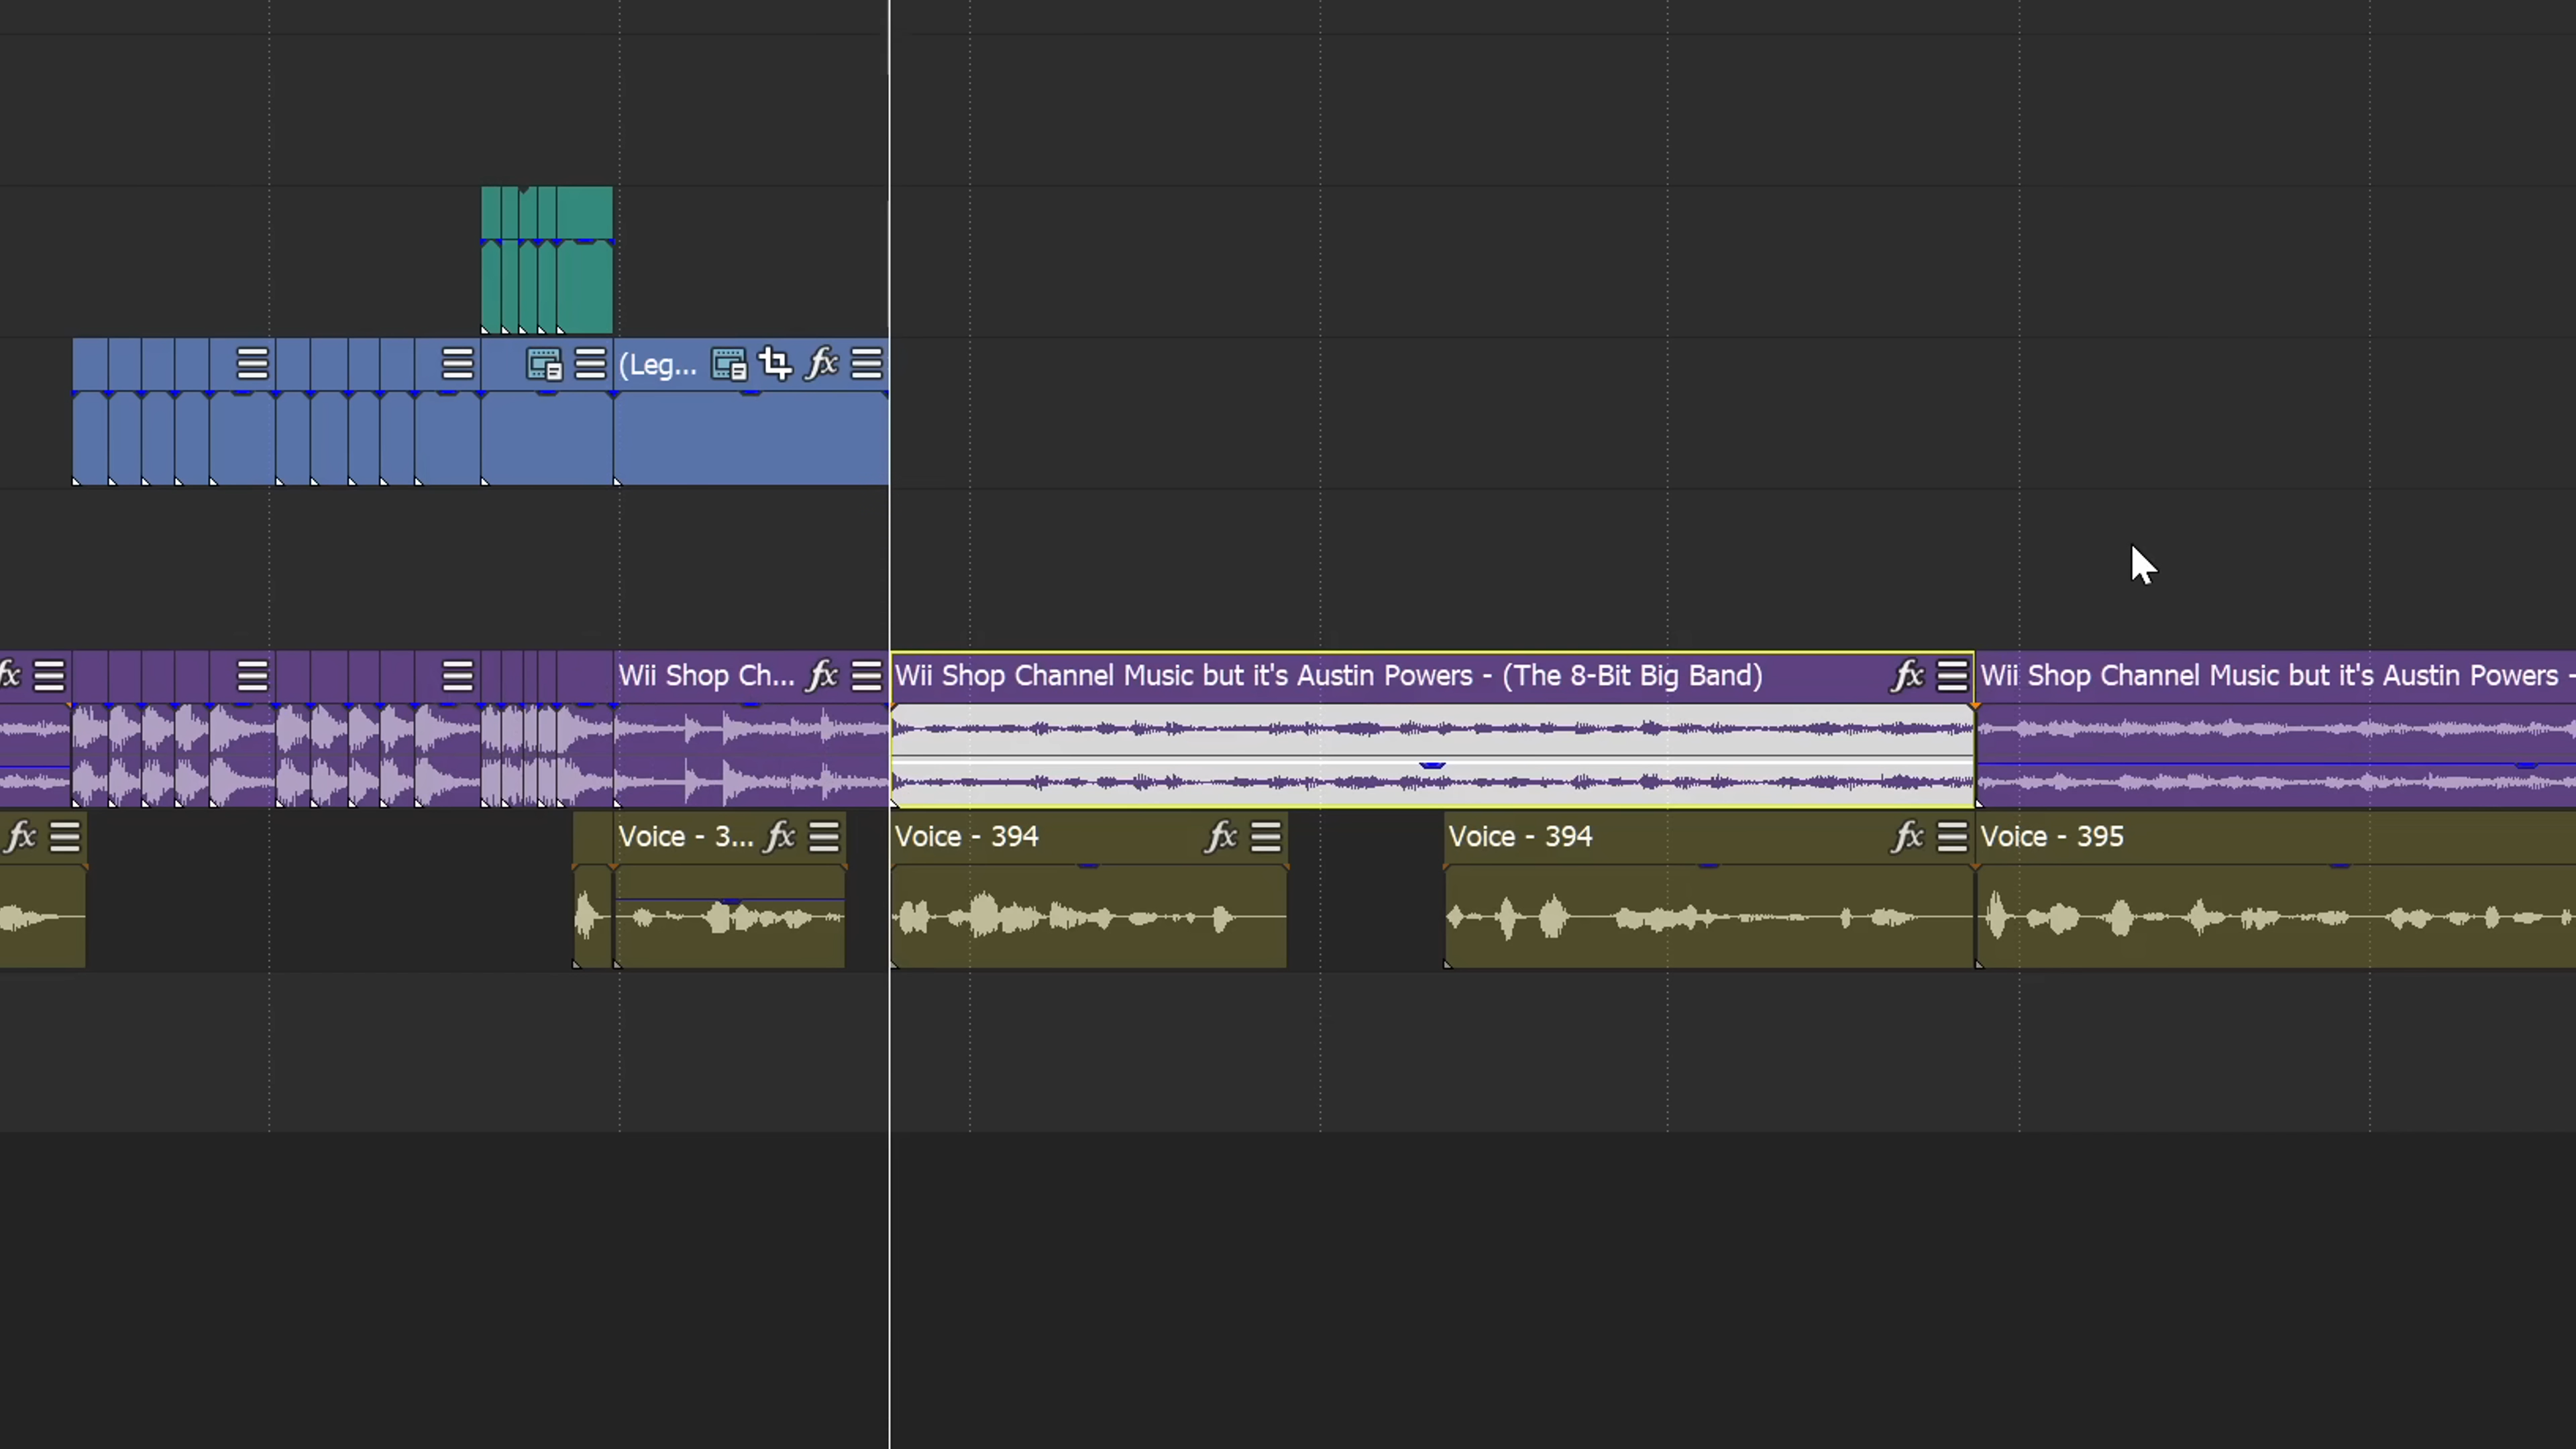 (Leg...
Wii Shop Ch...
Wii Shop Channel Music but it's Austin Powers - (The 8-Bit Big Band)
Wii Shop Channel Music but it's Austin Powers -
Voice - 3...
Voice - 394
Voice - 394
Voice - 395